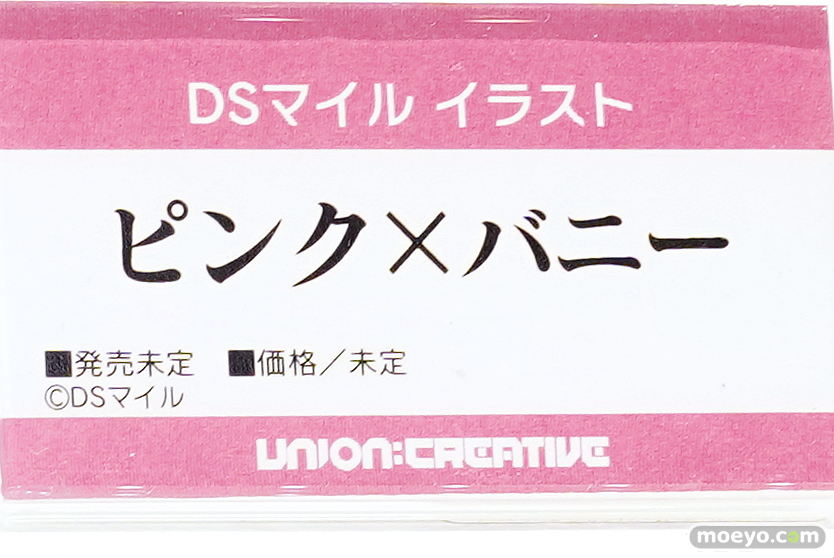 DSマイル イラスト
ピンク×バニー
■発売未定　■価格／未定
©DSマイル
UNION:CREATIVE
moeyo.com